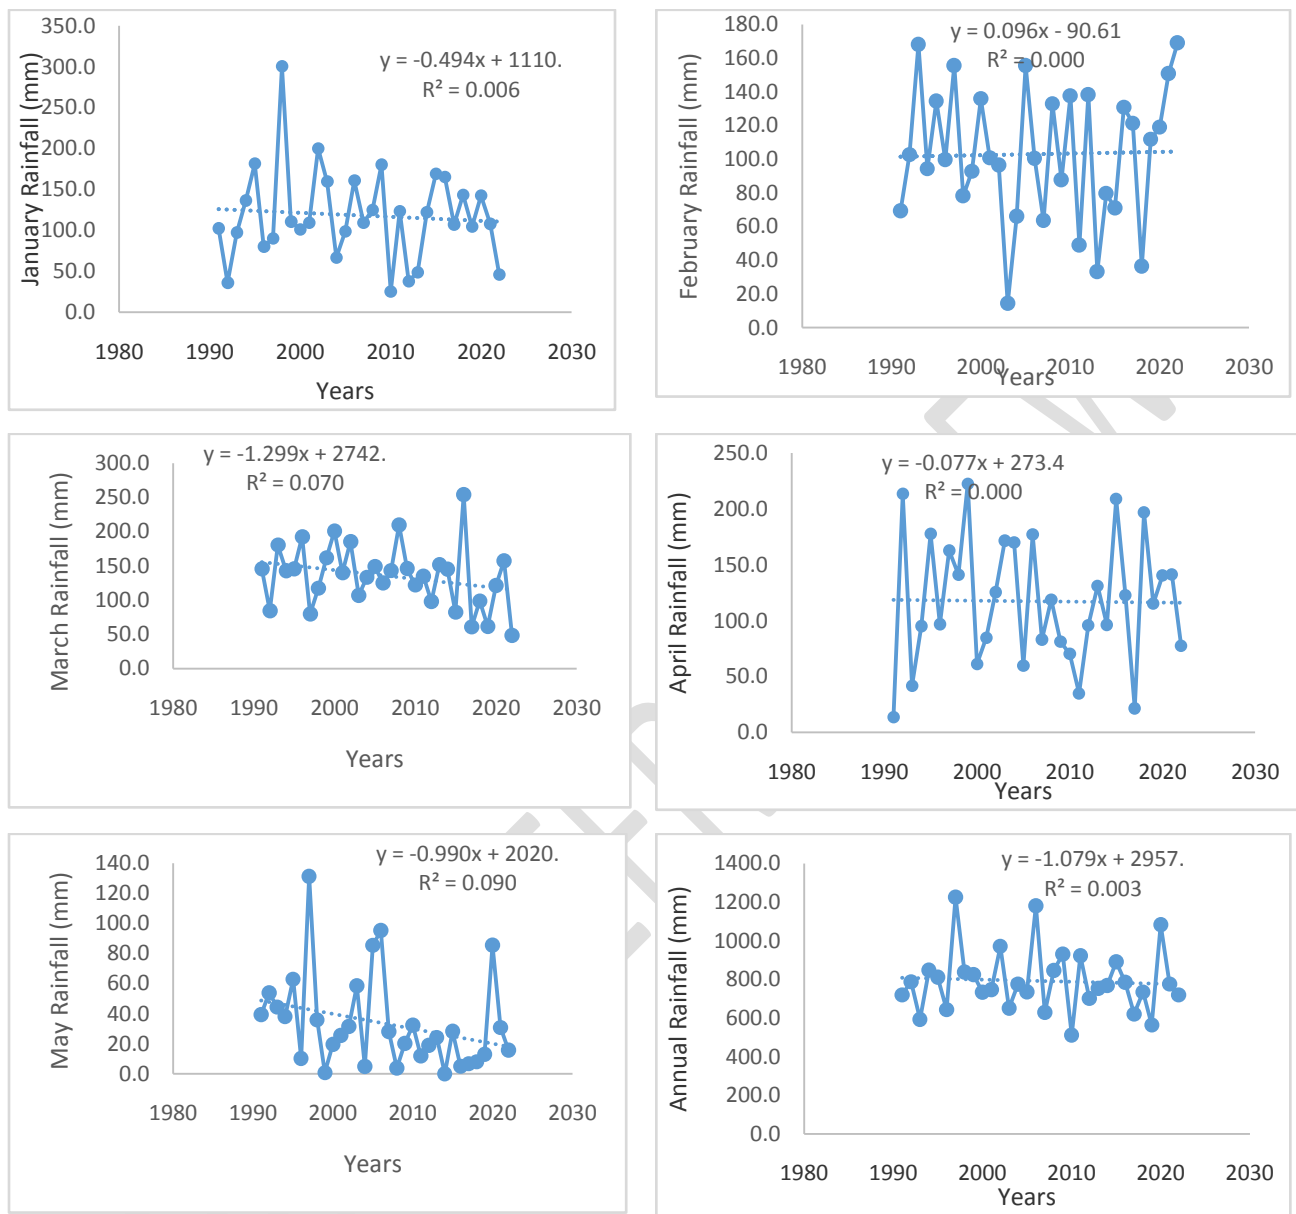 y = -0.494x + 1110.
R² = 0.006
350.0
300.0
250.0
200.0
150.0
100.0
50.0
0.0
January Rainfall (mm)
1980 1990 2000 2010 2020 2030
Years
y = 0.096x - 90.61
R² = 0.000
180.0
160.0
140.0
120.0
100.0
80.0
60.0
40.0
20.0
0.0
February Rainfall (mm)
1980 1990 2000 2010 2020 2030
Years
y = -1.299x + 2742.
R² = 0.070
300.0
250.0
200.0
150.0
100.0
50.0
0.0
March Rainfall (mm)
1980 1990 2000 2010 2020 2030
Years
y = -0.077x + 273.4
R² = 0.000
250.0
200.0
150.0
100.0
50.0
0.0
April Rainfall (mm)
1980 1990 2000 2010 2020 2030
Years
y = -0.990x + 2020.
R² = 0.090
140.0
120.0
100.0
80.0
60.0
40.0
20.0
0.0
May Rainfall (mm)
1980 1990 2000 2010 2020 2030
Years
y = -1.079x + 2957.
R² = 0.003
1400.0
1200.0
1000.0
800.0
600.0
400.0
200.0
0.0
Annual Rainfall (mm)
1980 1990 2000 2010 2020 2030
Years